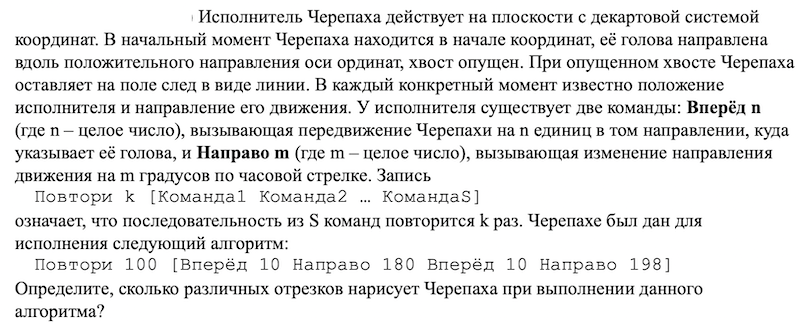 Исполнитель Черепаха действует на плоскости с декартовой системой
координат. В начальный момент Черепаха находится в начале координат, её голова направлена
вдоль положительного направления оси ординат, хвост опущен. При опущенном хвосте Черепаха
оставляет на поле след в виде линии. В каждый конкретный момент известно положение
исполнителя и направление его движения. У исполнителя существует две команды: Вперёд n
(где n – целое число), вызывающая передвижение Черепахи на n единиц в том направлении, куда
указывает её голова, и Направо m (где m – целое число), вызывающая изменение направления
движения на m градусов по часовой стрелке. Запись
Повтори k [Команда1 Команда2 … КомандаS]
означает, что последовательность из S команд повторится k раз. Черепахе был дан для
исполнения следующий алгоритм:
Повтори 100 [Вперёд 10 Направо 180 Вперёд 10 Направо 198]
Определите, сколько различных отрезков нарисует Черепаха при выполнении данного
алгоритма?